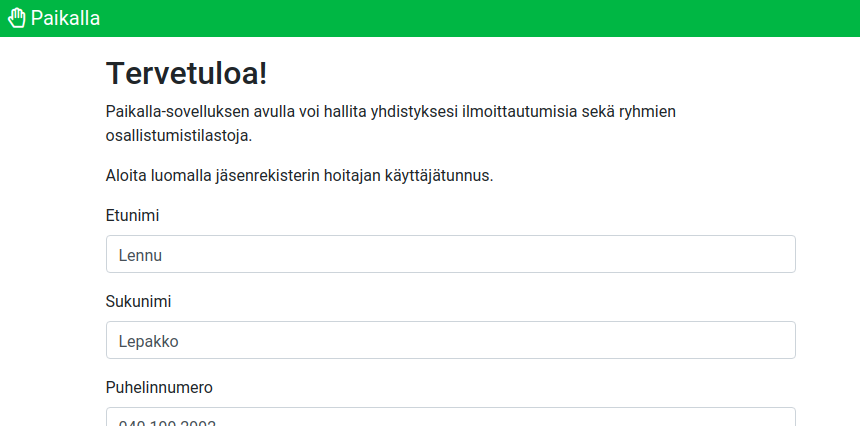 Paikalla
Tervetuloa!
Paikalla-sovelluksen avulla voi hallita yhdistyksesi ilmoittautumisia sekä ryhmien
osallistumistilastoja.
Aloita luomalla jäsenrekisterin hoitajan käyttäjätunnus.
Etunimi
Lennu
Sukunimi
Lepakko
Puhelinnumero